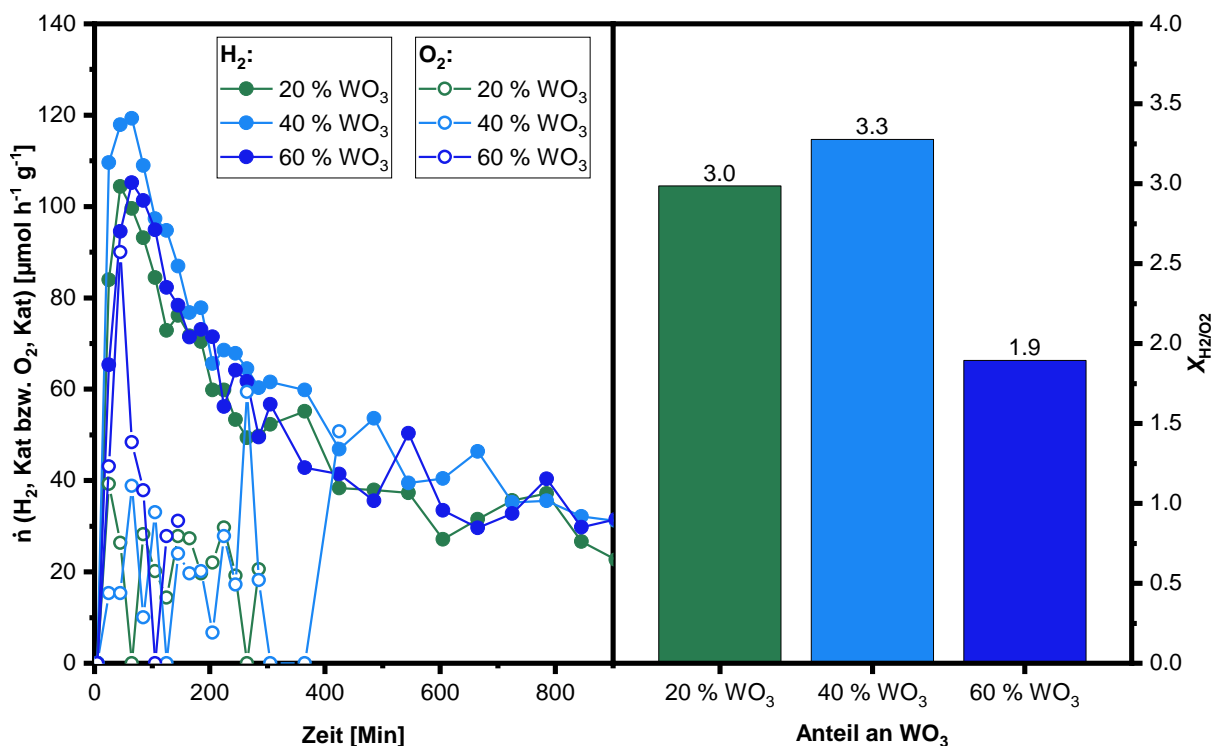 140
120
100
80
60
40
20
0
ṅ (H₂, Kat bzw. O₂, Kat) [µmol h⁻¹ g⁻¹]
H₂:
20 % WO₃
40 % WO₃
60 % WO₃
O₂:
20 % WO₃
40 % WO₃
60 % WO₃
0 200 400 600 800
Zeit [Min]
3.0
3.3
1.9
20 % WO₃ 40 % WO₃ 60 % WO₃
Anteil an WO₃
4.0
3.5
3.0
2.5
2.0
1.5
1.0
0.5
0.0
X_H2/O2